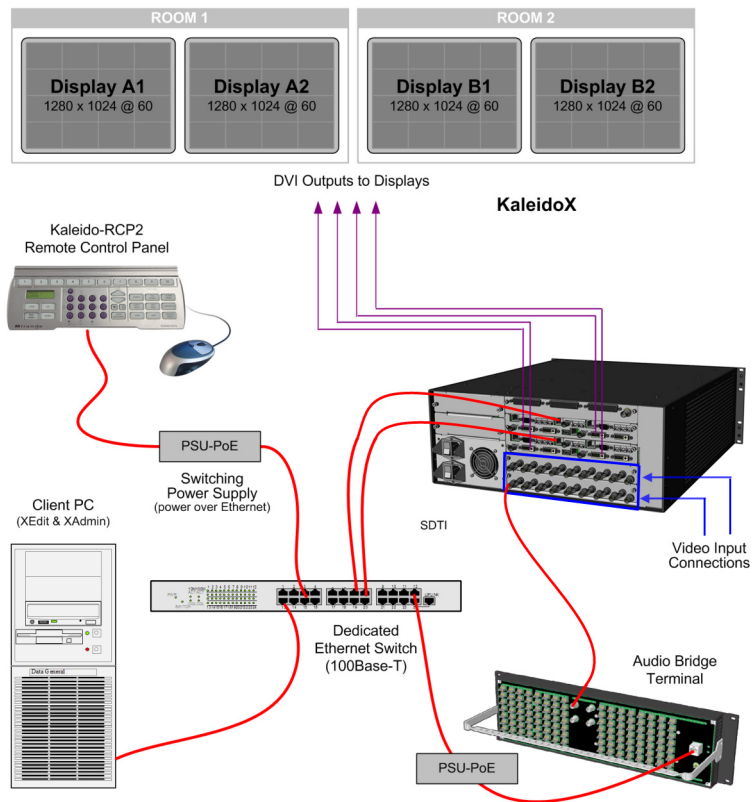 ROOM 1
ROOM 2
Display A1
1280 x 1024 @ 60
Display A2
1280 x 1024 @ 60
Display B1
1280 x 1024 @ 60
Display B2
1280 x 1024 @ 60
DVI Outputs to Displays
KaleidoX
Kaleido-RCP2
Remote Control Panel
PSU-PoE
Switching
Power Supply
(power over Ethernet)
Client PC
(XEdit & XAdmin)
SDTI
Video Input
Connections
Dedicated
Ethernet Switch
(100Base-T)
Data General
Audio Bridge
Terminal
PSU-PoE